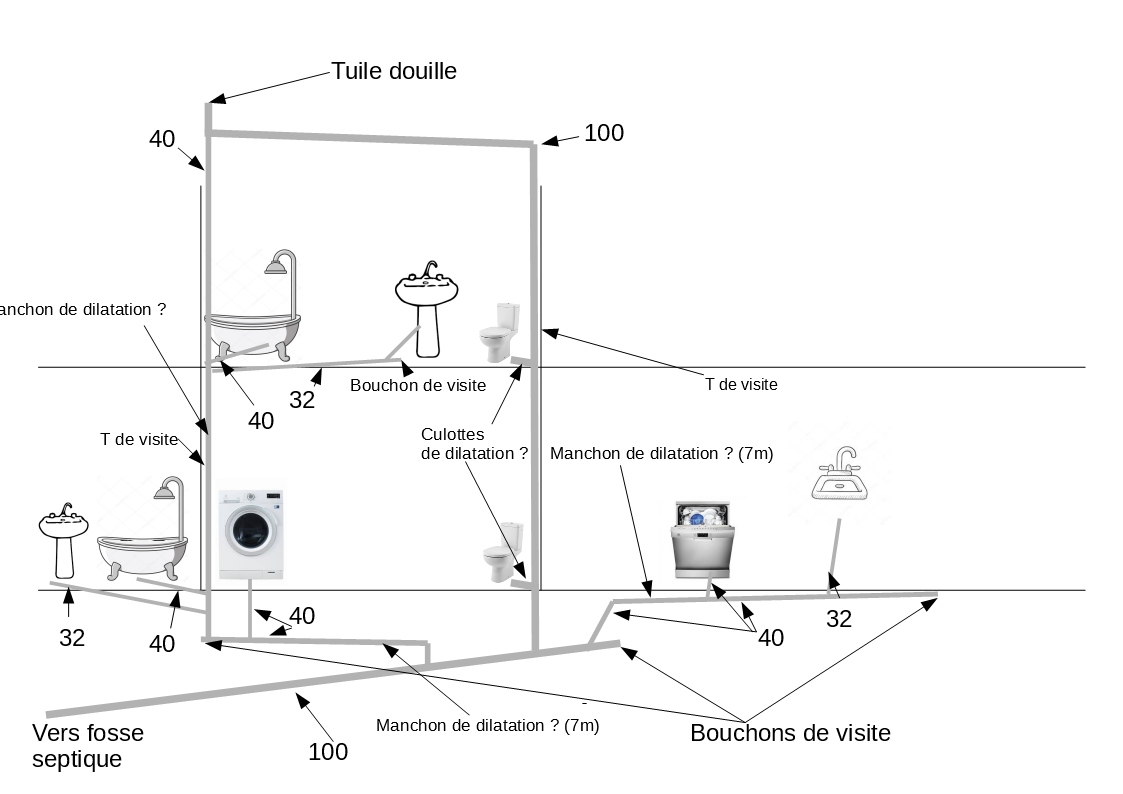 Tuile douille
40
100
anchon de dilatation ?
T de visite
Bouchon de visite
32
40
Culottes
de dilatation ?
T de visite
Manchon de dilatation ? (7m)
40
32
32
40
40
Manchon de dilatation ? (7m)
Bouchons de visite
Vers fosse
septique
100